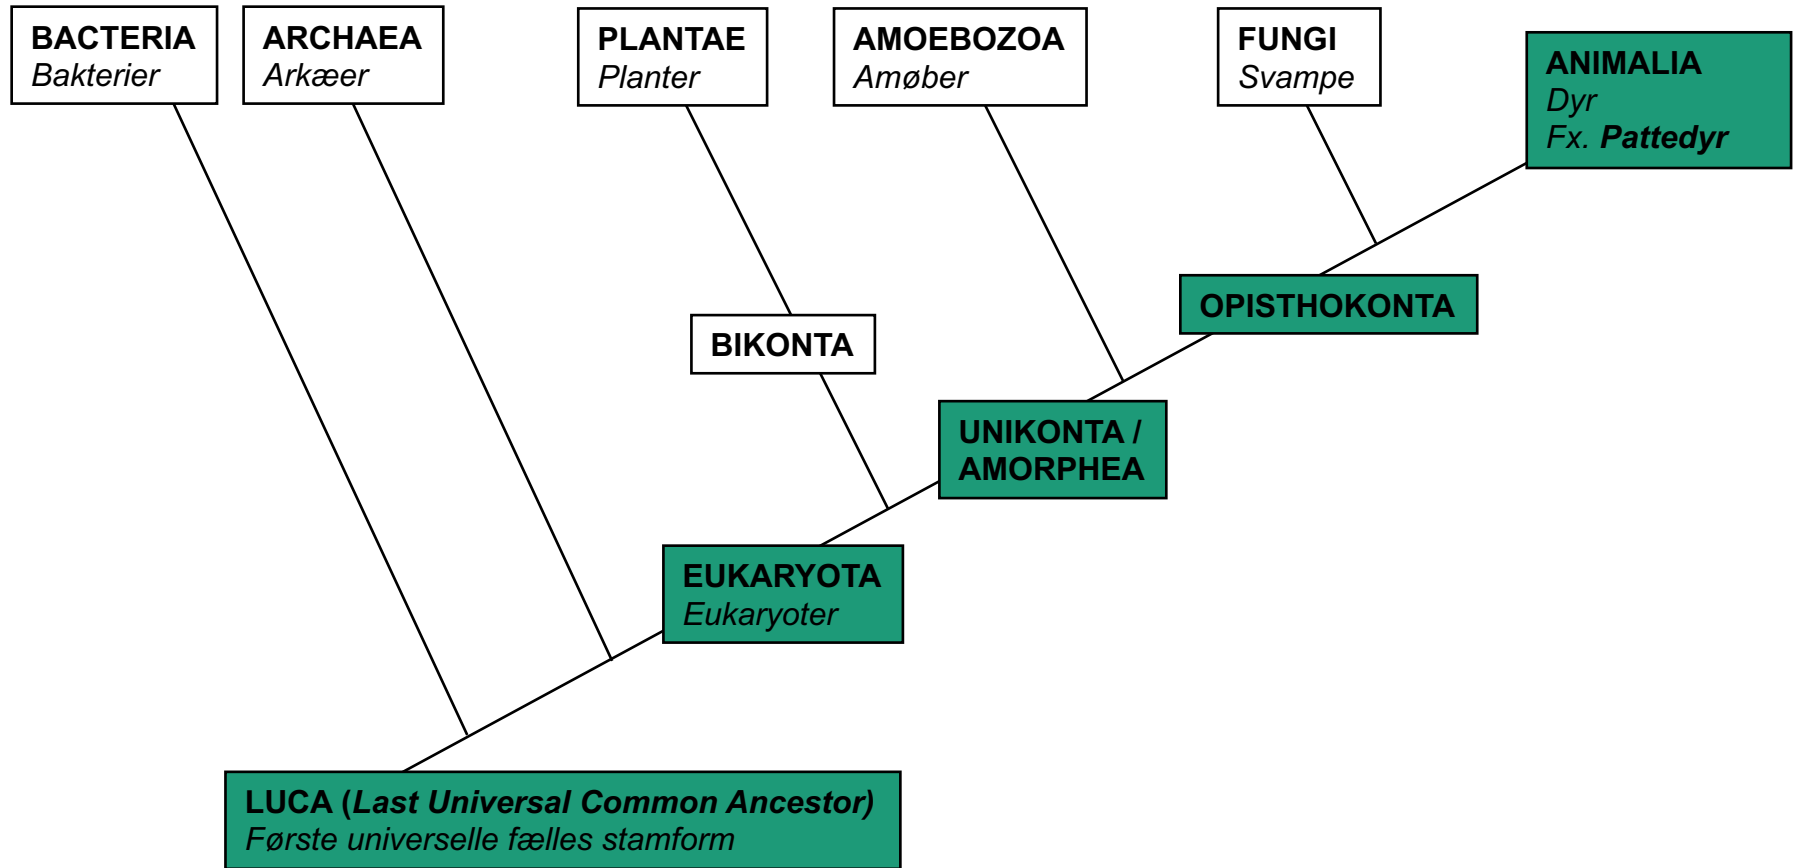 BACTERIA
Bakterier
ARCHAEA
Arkæer
PLANTAE
Planter
AMOEBOZOA
Amøber
FUNGI
Svampe
ANIMALIA
Dyr
Fx. Pattedyr
OPISTHOKONTA
BIKONTA
UNIKONTA /
AMORPHEA
EUKARYOTA
Eukaryoter
LUCA (Last Universal Common Ancestor)
Første universelle fælles stamform